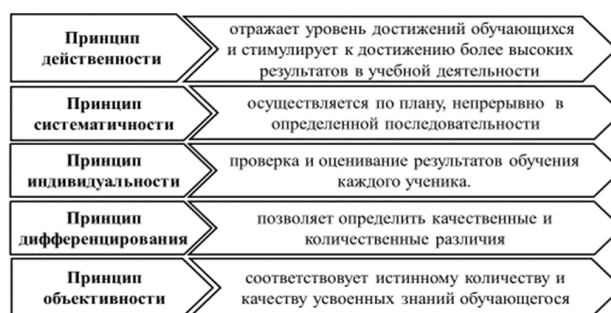 Принцип
действенности
отражает уровень достижений обучающихся
и стимулирует к достижению более высоких
результатов в учебной деятельности
Принцип
систематичности
осуществляется по плану, непрерывно в
определенной последовательности
Принцип
индивидуальности
проверка и оценивание результатов обучения
каждого ученика.
Принцип
дифференцирования
позволяет определить качественные и
количественные различия
Принцип
объективности
соответствует истинному количеству и
качеству усвоенных знаний обучающегося